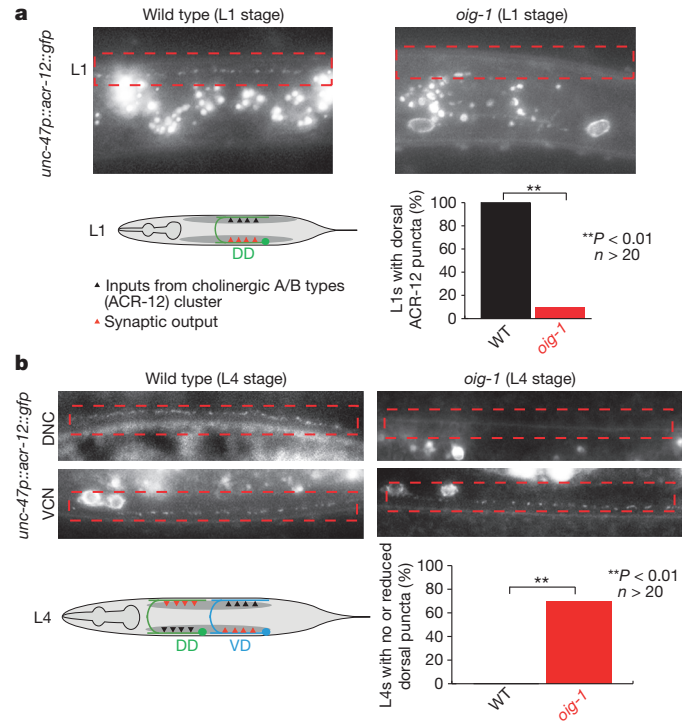 a
Wild type (L1 stage)
oig-1 (L1 stage)
unc-47p::acr-12::gfp
L1
L1
DD
▲ Inputs from cholinergic A/B types
(ACR-12) cluster
▲ Synaptic output
L1s with dorsal
ACR-12 puncta (%)
100
80
60
40
20
0
**
**P < 0.01
n > 20
WT
oig-1
b
Wild type (L4 stage)
oig-1 (L4 stage)
unc-47p::acr-12::gfp
DNC
VCN
L4
DD
VD
L4s with no or reduced
dorsal puncta (%)
100
80
60
40
20
0
**
**P < 0.01
n > 20
WT
oig-1